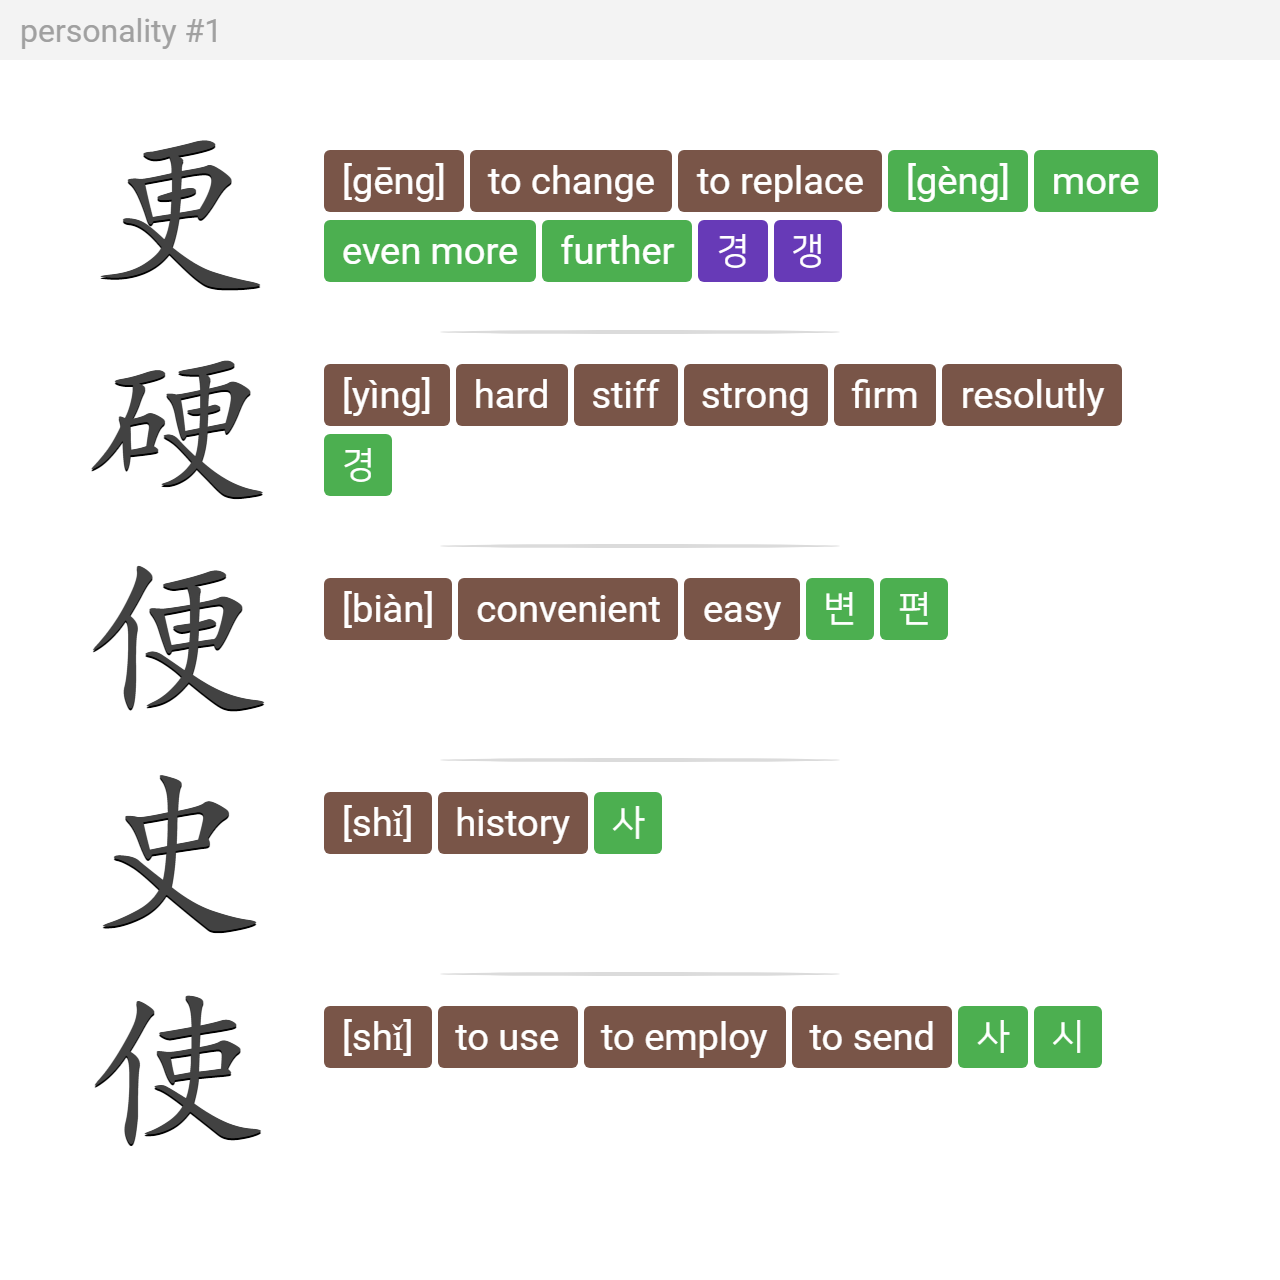 personality #1
更
[gēng] to change to replace [gèng] more
even more further 경 갱
硬
[yìng] hard stiff strong firm resolutly
경
便
[biàn] convenient easy 변 편
史
[shǐ] history 사
使
[shǐ] to use to employ to send 사 시